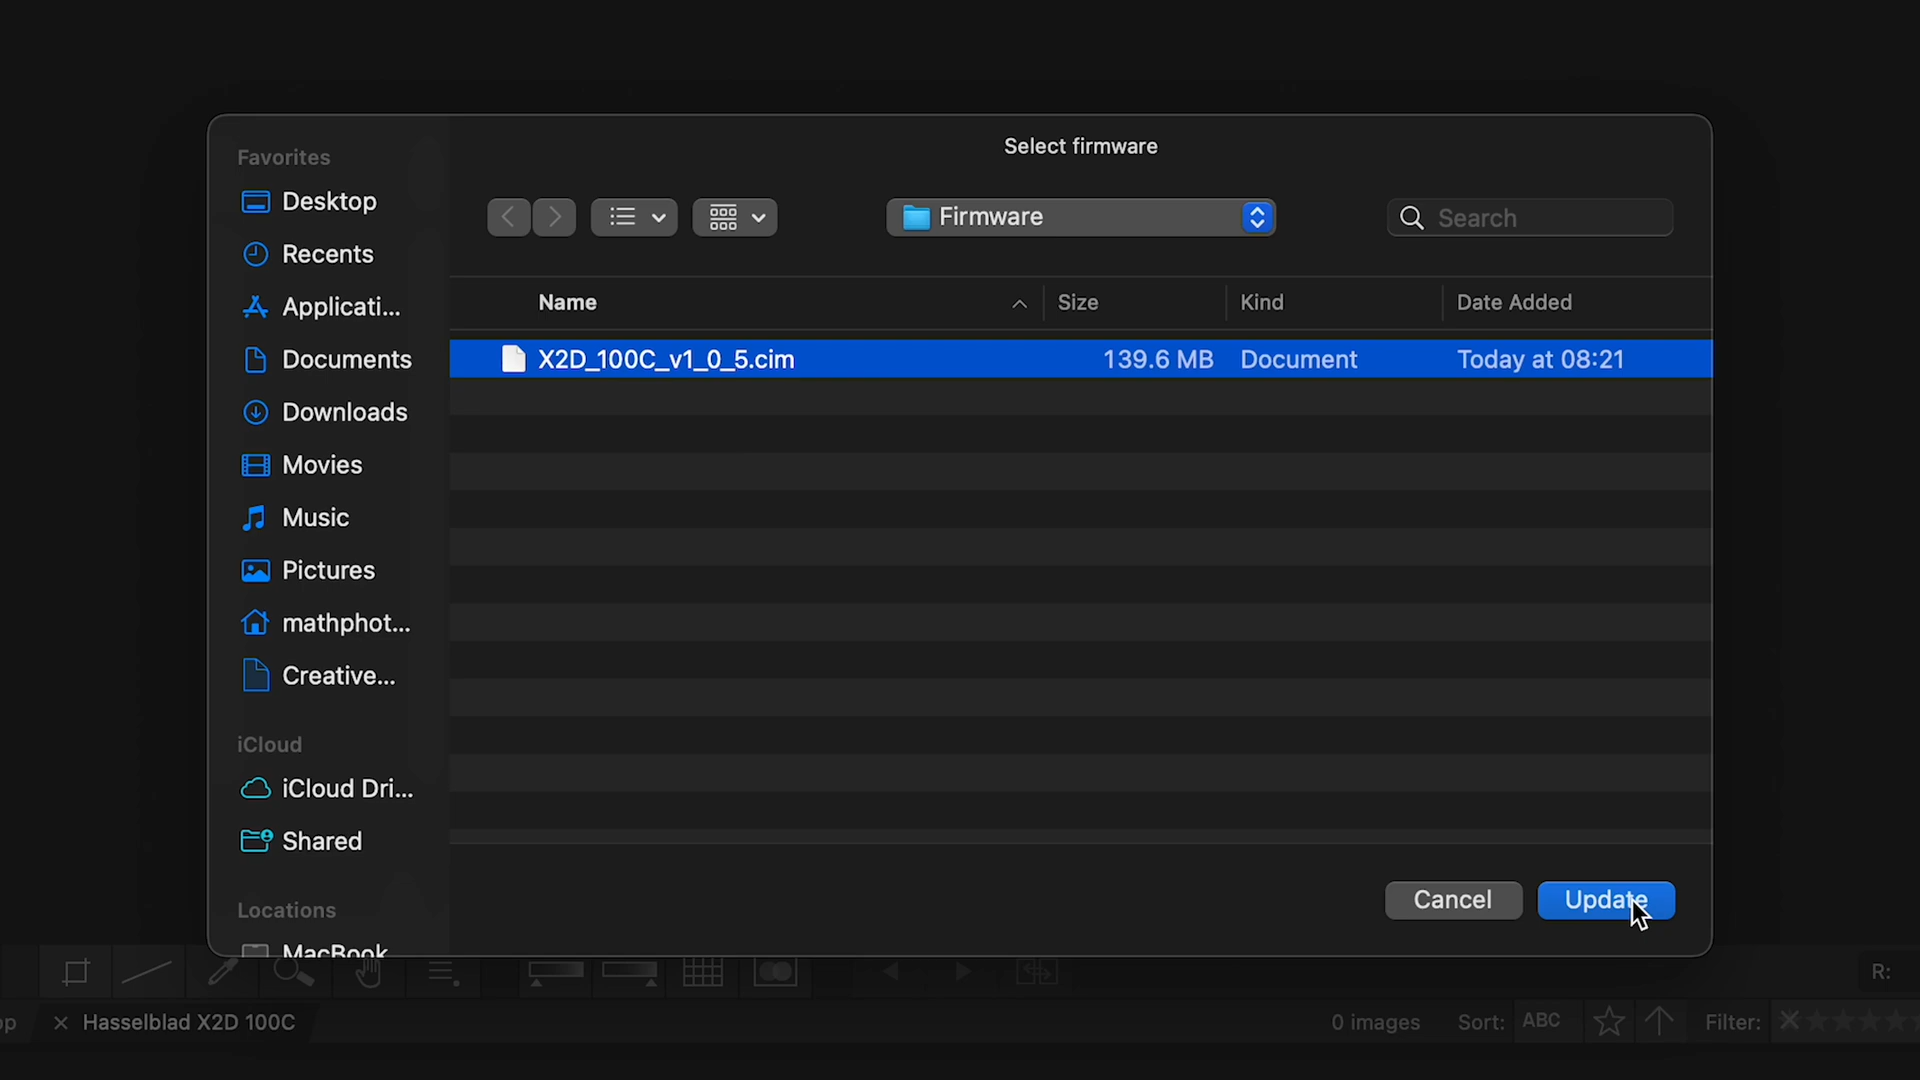 Select firmware
Favorites
Desktop
Recents
Applicati...
Documents
Downloads
Movies
Music
Pictures
mathphot...
Creative...
iCloud
iCloud Dri...
Shared
Locations
MacBook
Firmware
Search
Name Size Kind Date Added
X2D_100C_v1_0_5.cim 139.6 MB Document Today at 08:21
Cancel Update
R:
op × Hasselblad X2D 100C 0 images Sort: ABC Filter: